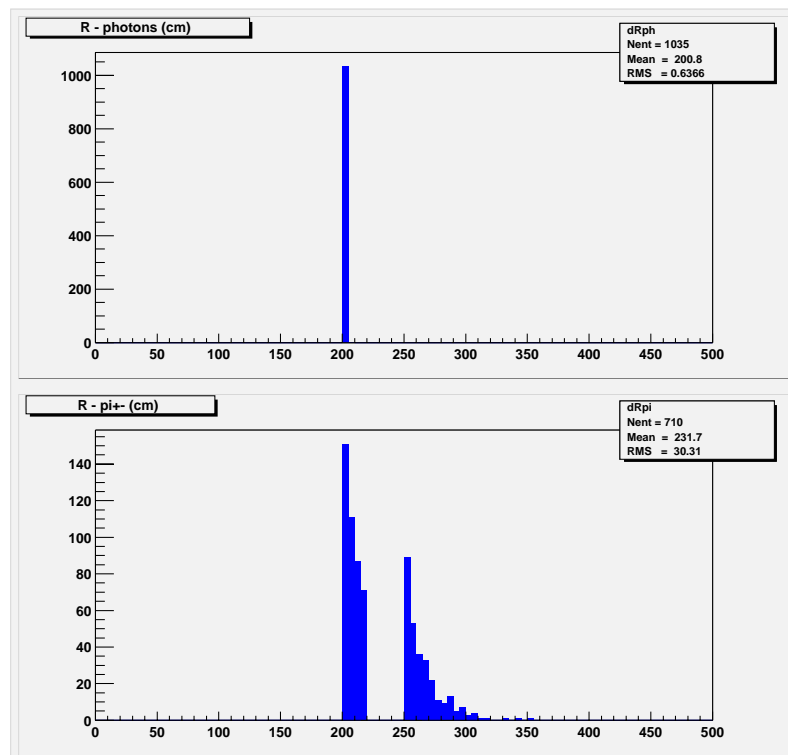 R - photons (cm)
dRph
Nent = 1035
Mean = 200.8
RMS = 0.6366
1000
800
600
400
200
0
0 50 100 150 200 250 300 350 400 450 500
R - pi+- (cm)
dRpi
Nent = 710
Mean = 231.7
RMS = 30.31
140
120
100
80
60
40
20
0
0 50 100 150 200 250 300 350 400 450 500